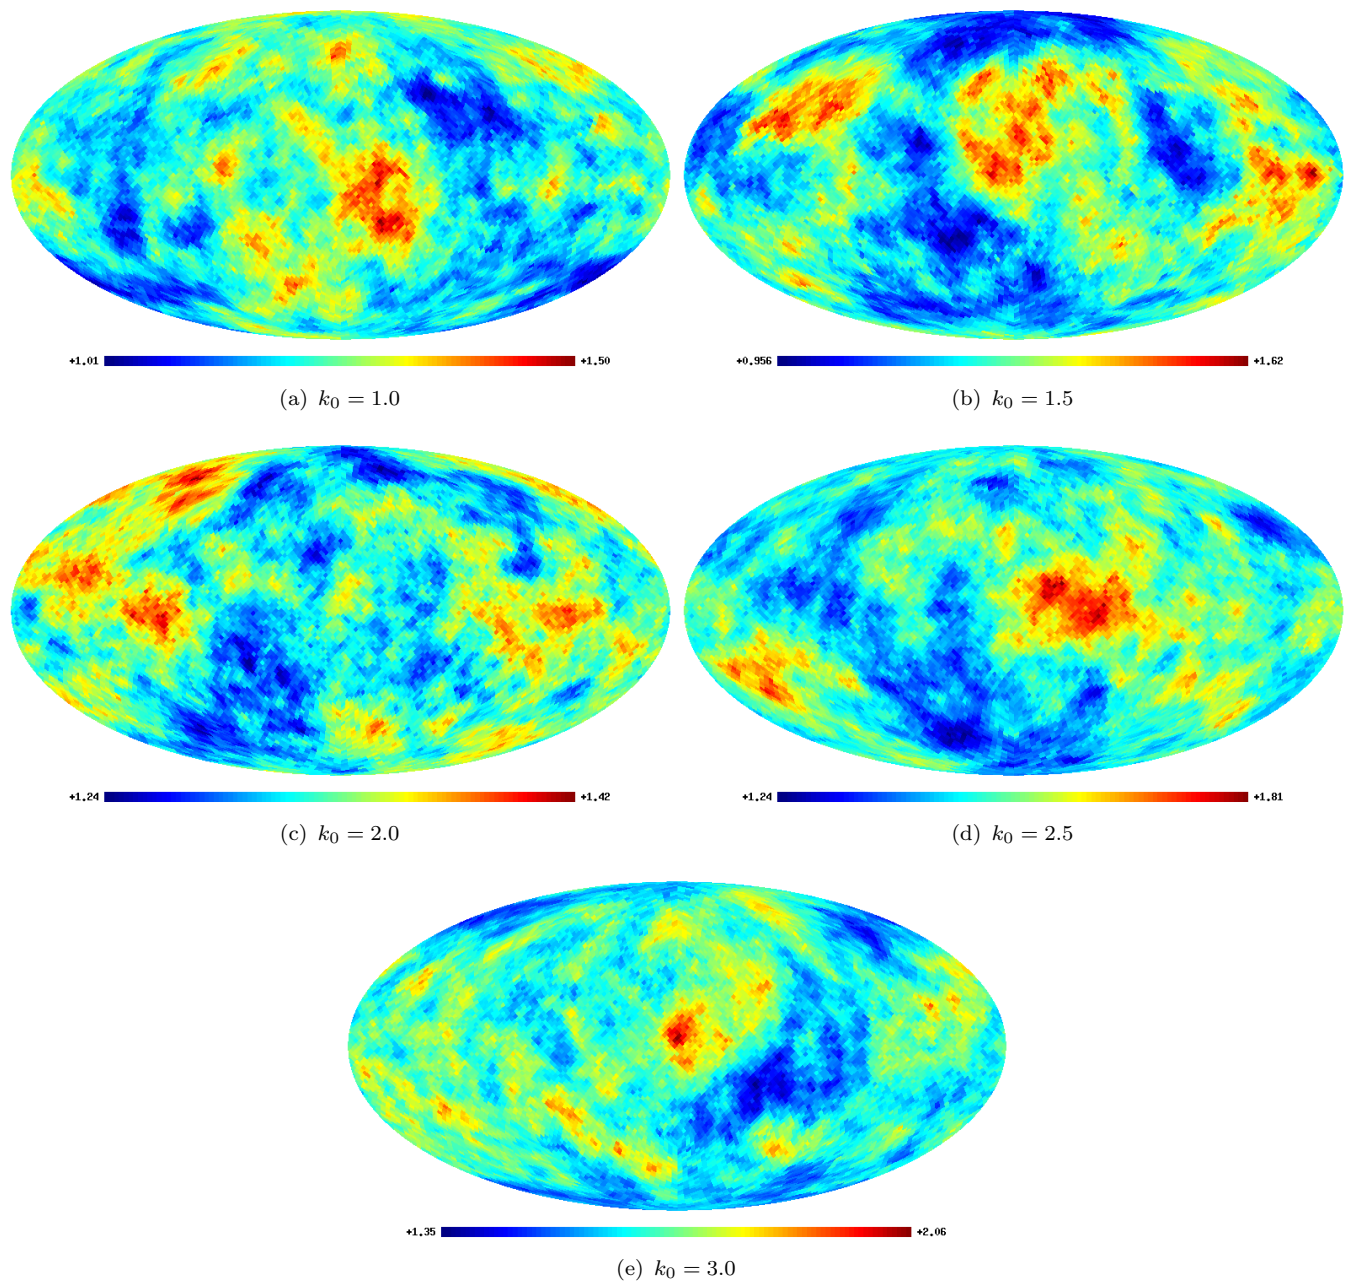 +1.01 +1.50 +0.956 +1.62
(a) k₀ = 1.0 (b) k₀ = 1.5
+1.24 +1.42 +1.24 +1.81
(c) k₀ = 2.0 (d) k₀ = 2.5
+1.35 +2.06
(e) k₀ = 3.0